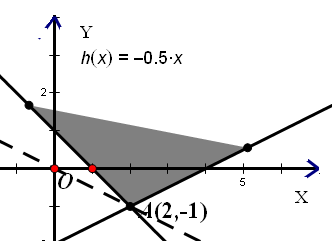 Y
h(x) = −0.5·x
2
O
5
X
A(2,-1)